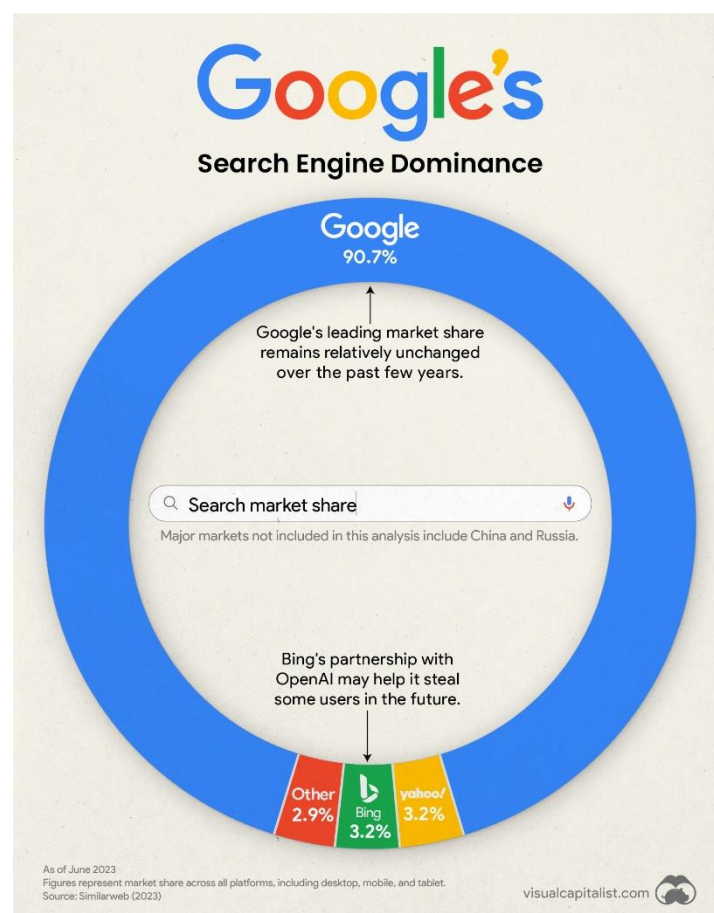 Google's
Search Engine Dominance
Google
90.7%
Google's leading market share
remains relatively unchanged
over the past few years.
Search market share
Major markets not included in this analysis include China and Russia.
Bing's partnership with
OpenAI may help it steal
some users in the future.
Other
2.9%
Bing
3.2%
yahoo!
3.2%
As of June 2023
Figures represent market share across all platforms, including desktop, mobile, and tablet.
Source: Similarweb (2023)
visualcapitalist.com